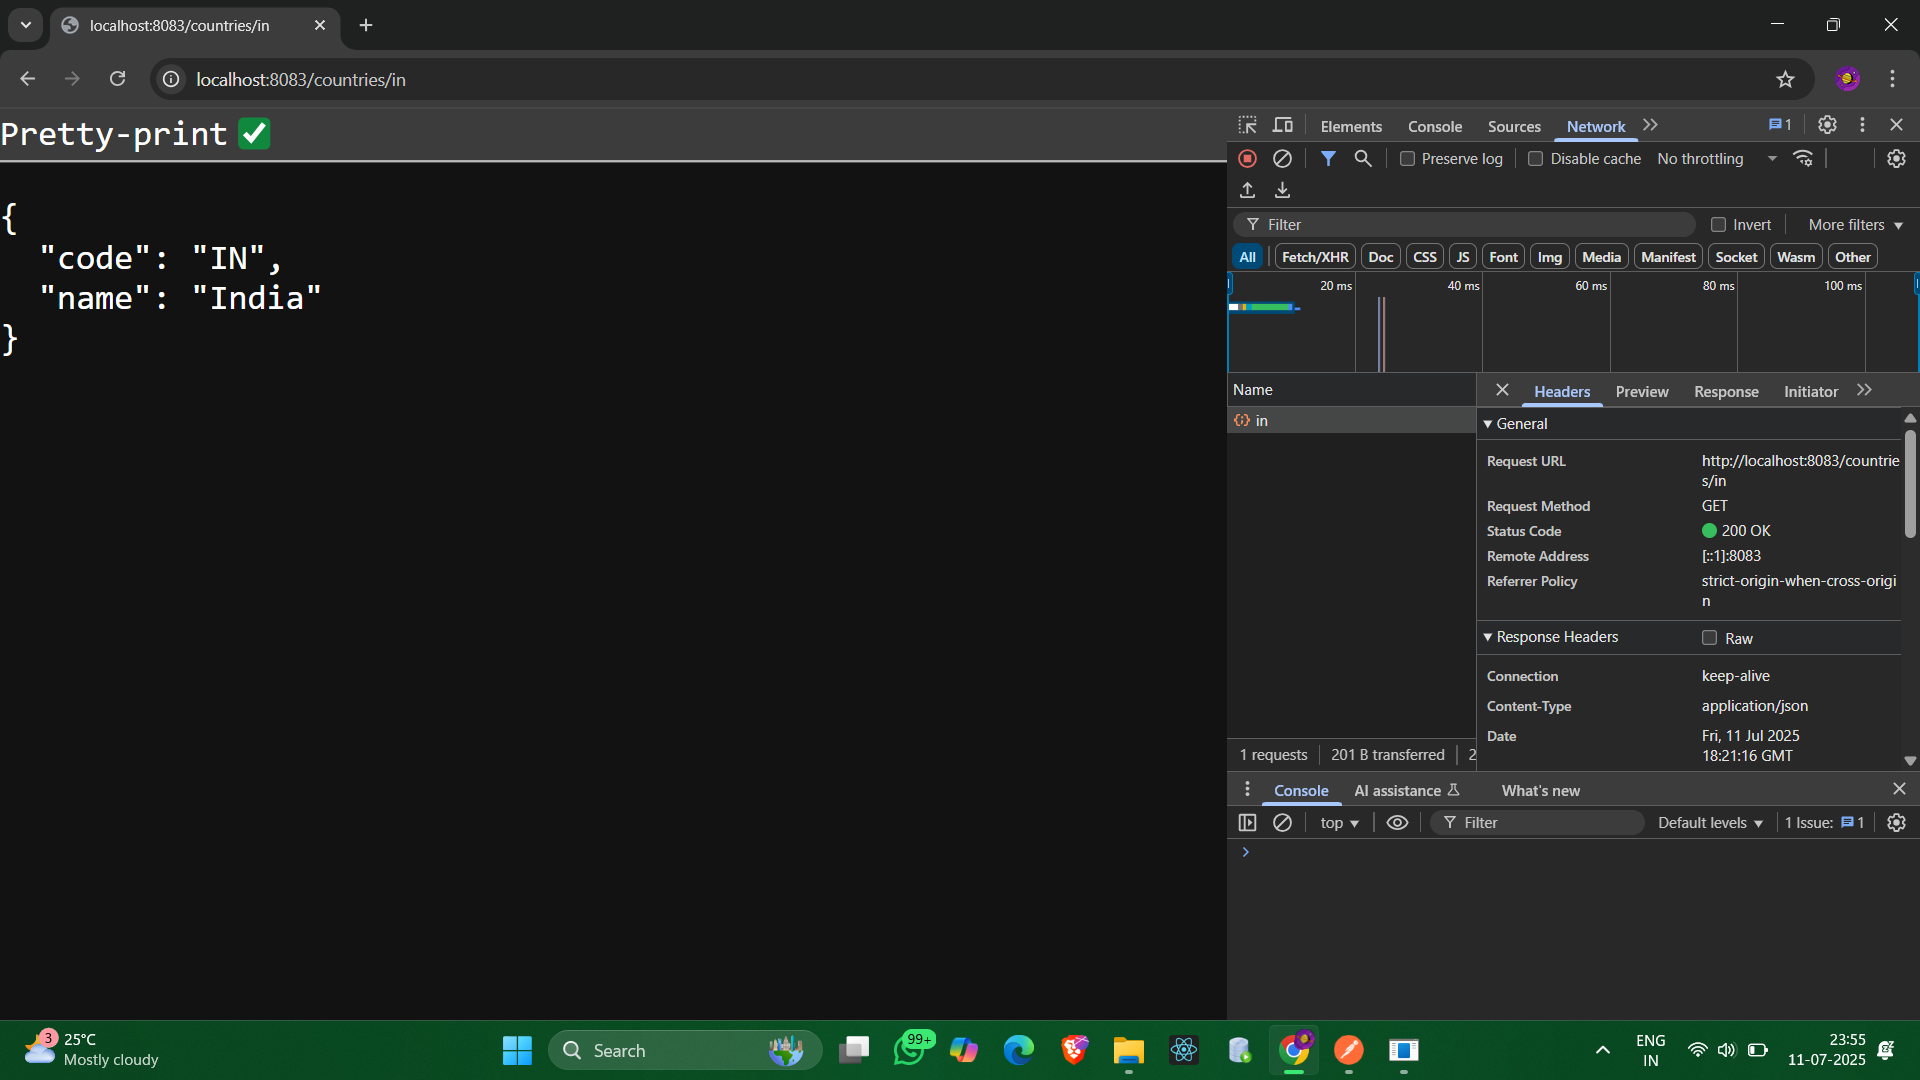 localhost:8083/countries/in
localhost:8083/countries/in
Pretty-print
{
"code": "IN",
"name": "India"
}
Elements Console Sources Network 1
Preserve log Disable cache No throttling
Filter Invert More filters
All Fetch/XHR Doc CSS JS Font Img Media Manifest Socket Wasm Other
20 ms 40 ms 60 ms 80 ms 100 ms
Name
in
Headers Preview Response Initiator
General
Request URL http://localhost:8083/countrie
s/in
Request Method GET
Status Code 200 OK
Remote Address [::1]:8083
Referrer Policy strict-origin-when-cross-origi
n
Response Headers Raw
Connection keep-alive
Content-Type application/json
Date Fri, 11 Jul 2025
18:21:16 GMT
1 requests 201 B transferred 2
Console AI assistance What's new
top Filter Default levels 1 Issue: 1
3 25°C
Mostly cloudy
Search
99+
ENG
IN
23:55
11-07-2025